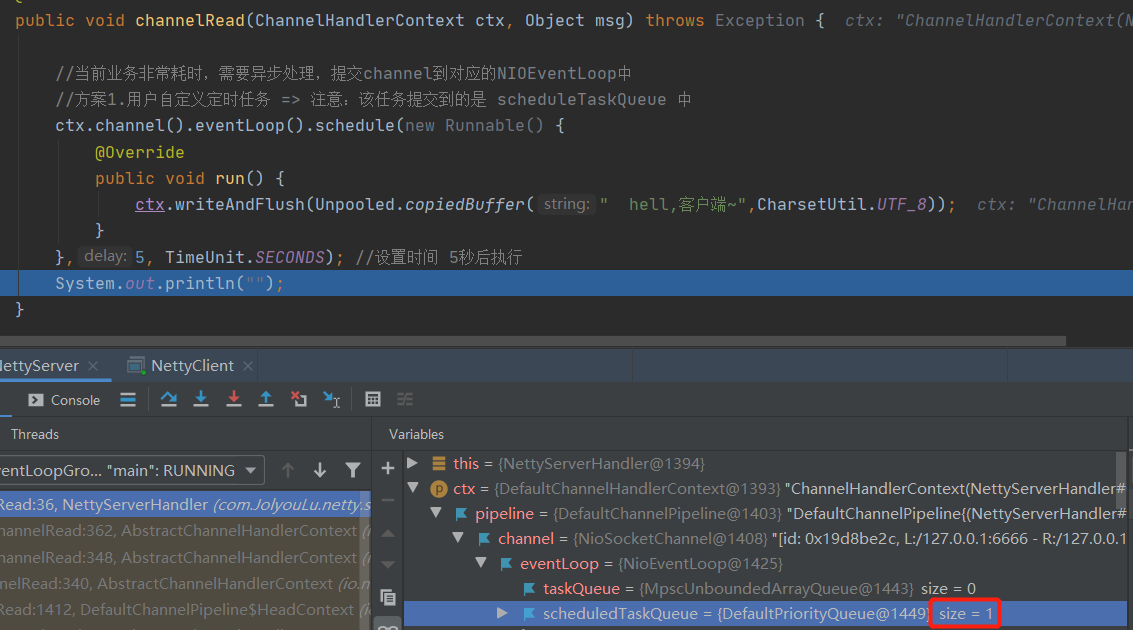 public void channelRead(ChannelHandlerContext ctx, Object msg) throws Exception {  ctx: "ChannelHandlerContext(N
//当前业务非常耗时，需要异步处理，提交channel到对应的NIOEventLoop中
//方案1.用户自定义定时任务 => 注意：该任务提交到的是 scheduleTaskQueue 中
ctx.channel().eventLoop().schedule(new Runnable() {
@Override
public void run() {
ctx.writeAndFlush(Unpooled.copiedBuffer( string: "  hell,客户端~",CharsetUtil.UTF_8));  ctx: "ChannelHan
}
}, delay: 5, TimeUnit.SECONDS); //设置时间 5秒后执行
System.out.println("");
}
NettyServer × NettyClient ×
Console
Threads
Variables
ventLoopGro... "main": RUNNING
Read:36, NettyServerHandler (com.JolyouLu.netty.s
hannelRead:362, AbstractChannelHandlerContext (i
hannelRead:348, AbstractChannelHandlerContext (i
nelRead:340, AbstractChannelHandlerContext (io.n
Read:1412, DefaultChannelPipeline$HeadContext (i
this = {NettyServerHandler@1394}
p ctx = {DefaultChannelHandlerContext@1393} "ChannelHandlerContext(NettyServerHandler#
pipeline = {DefaultChannelPipeline@1403} "DefaultChannelPipeline{(NettyServerHandler#
channel = {NioSocketChannel@1408} "[id: 0x19d8be2c, L:/127.0.0.1:6666 - R:/127.0.0.1
eventLoop = {NioEventLoop@1425}
taskQueue = {MpscUnboundedArrayQueue@1443} size = 0
scheduledTaskQueue = {DefaultPriorityQueue@1449} size = 1